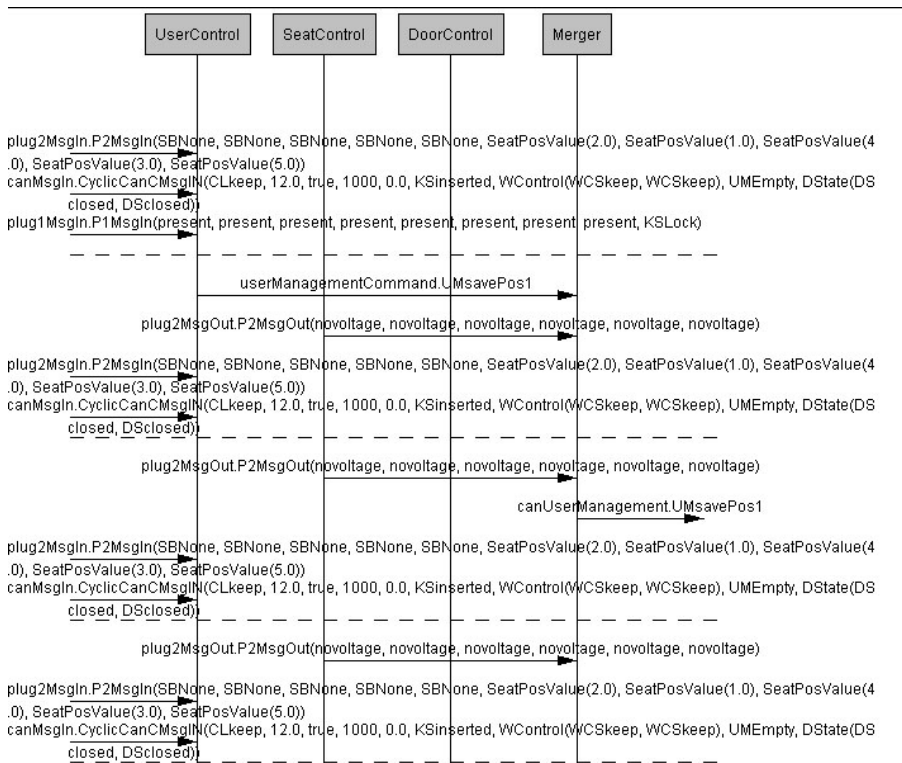 UserControl SeatControl DoorControl Merger
plug2MsgIn.P2MsgIn(SBNone, SBNone, SBNone, SBNone, SBNone, SeatPosValue(2.0), SeatPosValue(1.0), SeatPosValue(4
.0), SeatPosValue(3.0), SeatPosValue(5.0))
canMsgIn.CyclicCanCMsgIN(CLkeep, 12.0, true, 1000, 0.0, KSinserted, WControl(WCSkeep, WCSkeep), UMEmpty, DState(DS
closed, DSclosed))
plug1MsgIn.P1MsgIn(present, present, present, present, present, present, present, present, KSLock)
userManagementCommand.UMsavePos1
plug2MsgOut.P2MsgOut(novoltage, novoltage, novoltage, novoltage, novoltage, novoltage)
plug2MsgIn.P2MsgIn(SBNone, SBNone, SBNone, SBNone, SBNone, SeatPosValue(2.0), SeatPosValue(1.0), SeatPosValue(4
.0), SeatPosValue(3.0), SeatPosValue(5.0))
canMsgIn.CyclicCanCMsgIN(CLkeep, 12.0, true, 1000, 0.0, KSinserted, WControl(WCSkeep, WCSkeep), UMEmpty, DState(DS
closed, DSclosed))
plug2MsgOut.P2MsgOut(novoltage, novoltage, novoltage, novoltage, novoltage, novoltage)
canUserManagement.UMsavePos1
plug2MsgIn.P2MsgIn(SBNone, SBNone, SBNone, SBNone, SBNone, SeatPosValue(2.0), SeatPosValue(1.0), SeatPosValue(4
.0), SeatPosValue(3.0), SeatPosValue(5.0))
canMsgIn.CyclicCanCMsgIN(CLkeep, 12.0, true, 1000, 0.0, KSinserted, WControl(WCSkeep, WCSkeep), UMEmpty, DState(DS
closed, DSclosed))
plug2MsgOut.P2MsgOut(novoltage, novoltage, novoltage, novoltage, novoltage, novoltage)
plug2MsgIn.P2MsgIn(SBNone, SBNone, SBNone, SBNone, SBNone, SeatPosValue(2.0), SeatPosValue(1.0), SeatPosValue(4
.0), SeatPosValue(3.0), SeatPosValue(5.0))
canMsgIn.CyclicCanCMsgIN(CLkeep, 12.0, true, 1000, 0.0, KSinserted, WControl(WCSkeep, WCSkeep), UMEmpty, DState(DS
closed, DSclosed))